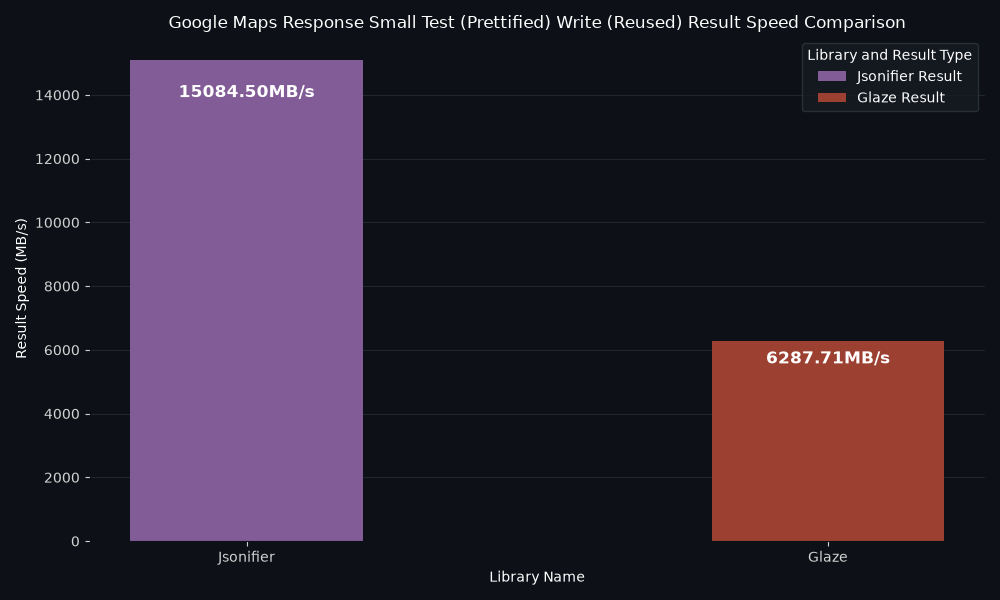 Google Maps Response Small Test (Prettified) Write (Reused) Result Speed Comparison
Library and Result Type
Jsonifier Result
Glaze Result
15084.50MB/s
6287.71MB/s
Result Speed (MB/s)
14000
12000
10000
8000
6000
4000
2000
0
Jsonifier
Glaze
Library Name